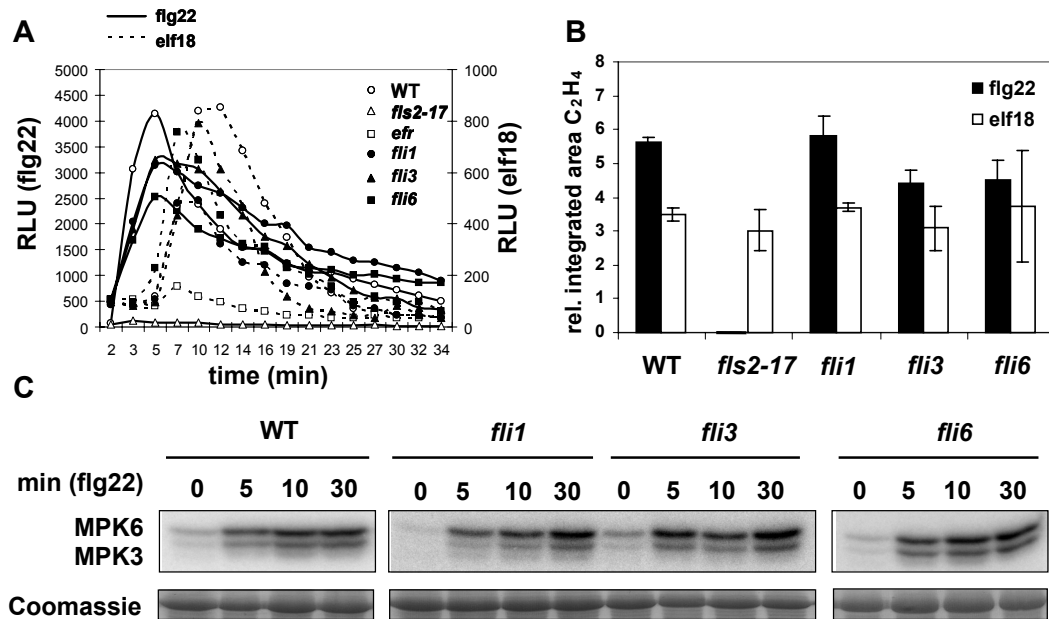 A
flg22
elf18
RLU (flg22)
5000
4500
4000
3500
3000
2500
2000
1500
1000
500
0
2 3 5 7 10 12 14 16 19 21 23 25 27 30 32 34
time (min)
1000
800
600
400
200
0
RLU (elf18)
WT
fls2-17
efr
fli1
fli3
fli6
B
rel. integrated area C₂H₄
8
7
6
5
4
3
2
1
0
flg22
elf18
WT fls2-17 fli1 fli3 fli6
C
WT fli1 fli3 fli6
min (flg22) 0 5 10 30 0 5 10 30 0 5 10 30 0 5 10 30
MPK6
MPK3
Coomassie